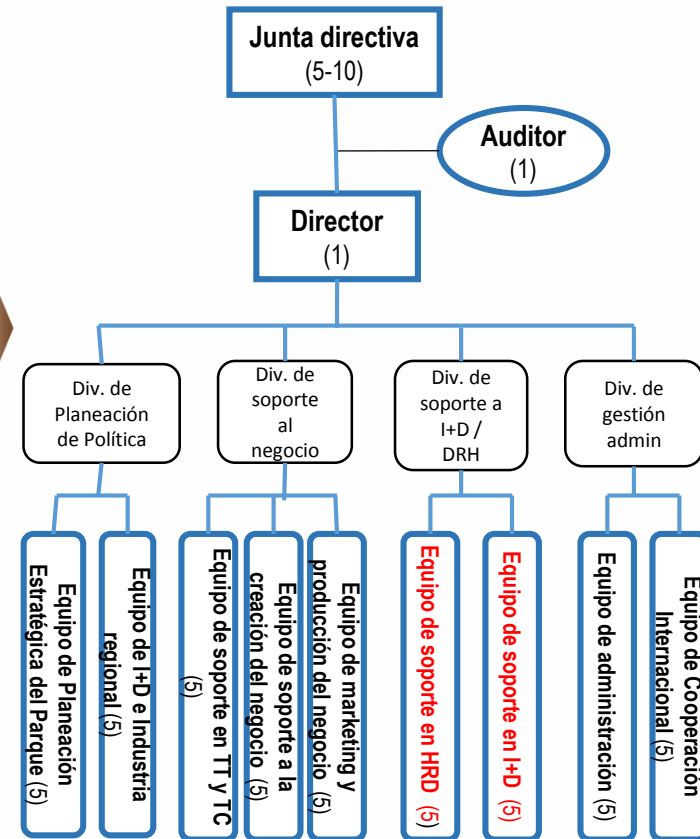 Junta directiva
(5-10)
Auditor
(1)
Director
(1)
Div. de
Planeación
de Política
Div. de
soporte
al
negocio
Div. de
soporte a
I+D /
DRH
Div. de
gestión
admin
Equipo de Planeación
Estratégica del Parque (5)
Equipo de I+D e Industria
regional (5)
Equipo de soporte en TT y TC
(5)
Equipo de soporte a la
creación del negocio (5)
Equipo de marketing y
producción del negocio (5)
Equipo de soporte en HRD (5)
Equipo de soporte en I+D (5)
Equipo de administración (5)
Equipo de Cooperación
Internacional (5)